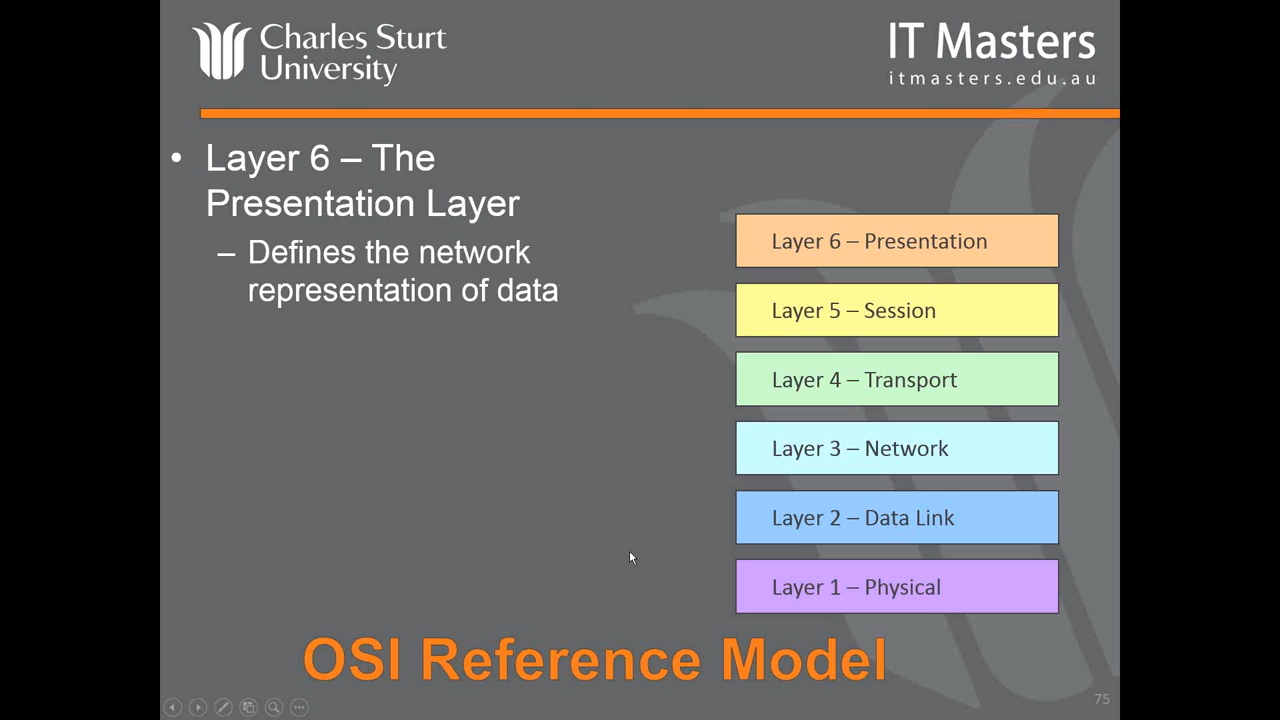 Charles Sturt
University
IT Masters
itmasters.edu.au
• Layer 6 – The
Presentation Layer
– Defines the network
representation of data
Layer 6 – Presentation
Layer 5 – Session
Layer 4 – Transport
Layer 3 – Network
Layer 2 – Data Link
Layer 1 – Physical
OSI Reference Model
75